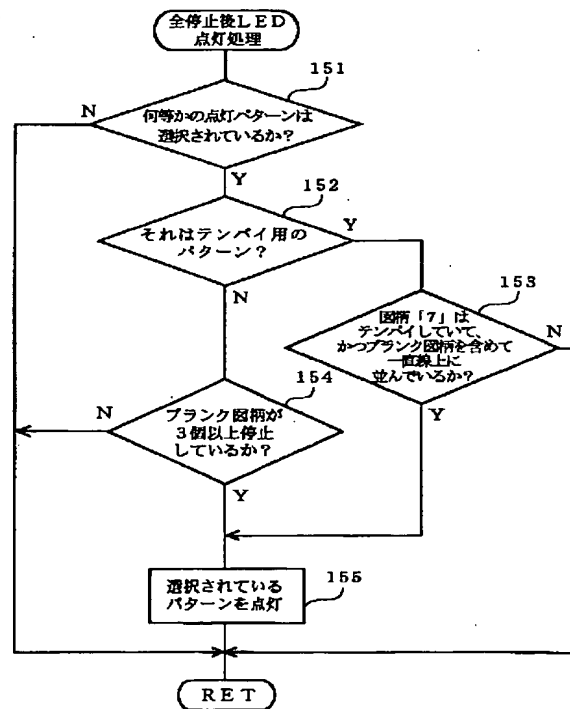 全停止後ＬＥＤ
点灯処理
151
N
何等かの点灯パターンは
選択されているか？
Y
152
Y
それはテンパイ用の
パターン？
N
153
図柄「７」は
テンパイしていて、
かつブランク図柄を含めて
一直線上に
並んでいるか？
N
Y
154
N
ブランク図柄が
３個以上停止
しているか？
Y
選択されている
パターンを点灯
155
ＲＥＴ